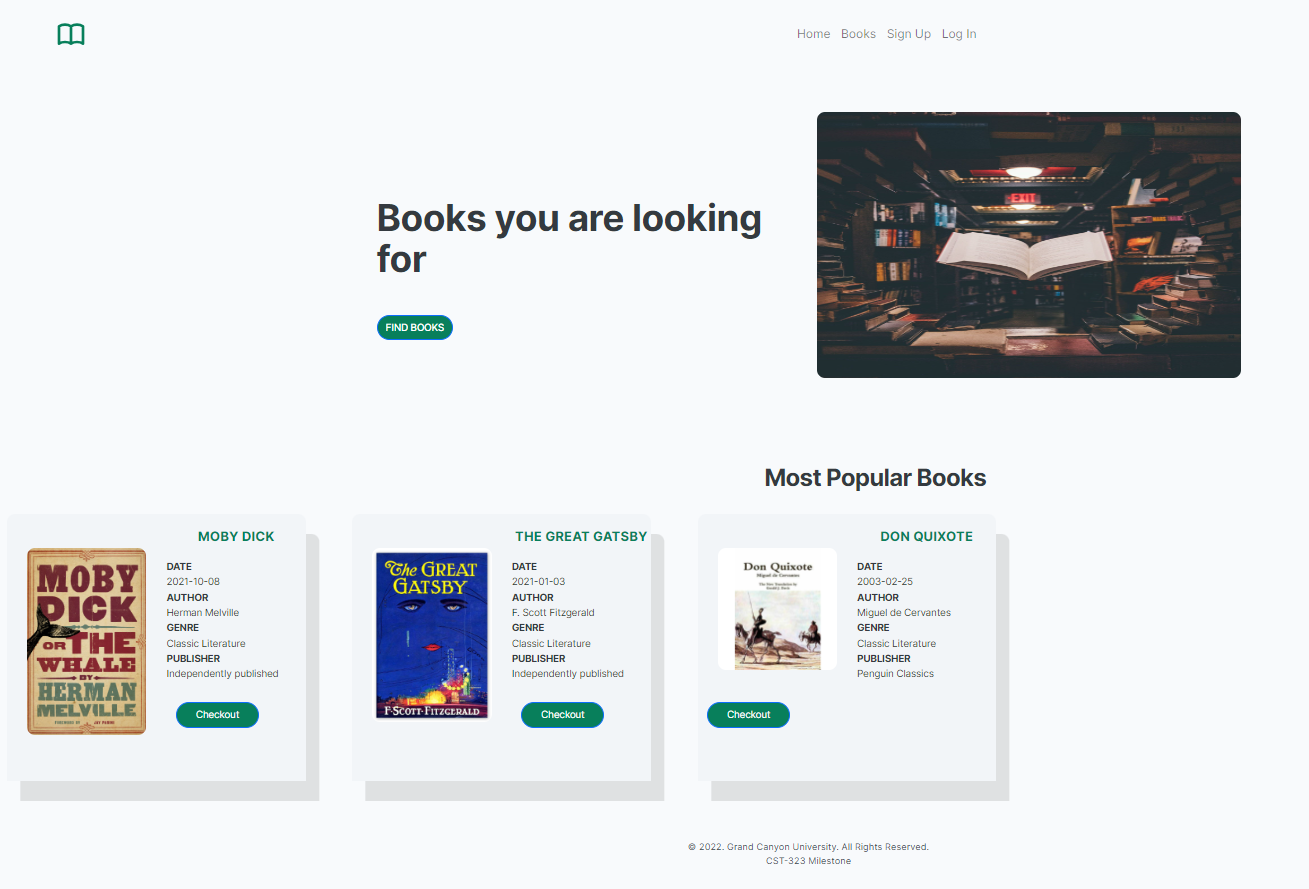 Home Books Sign Up Log In
EXIT
Books you are looking
for
FIND BOOKS
Most Popular Books
MOBY DICK
MOBY
DICK
OR THE
WHALE
BY
HERMAN
MELVILLE
DATE
2021-10-08
AUTHOR
Herman Melville
GENRE
Classic Literature
PUBLISHER
Independently published
Checkout
THE GREAT GATSBY
The GREAT
GATSBY
F·SCOTT·FITZGERALD
DATE
2021-01-03
AUTHOR
F. Scott Fitzgerald
GENRE
Classic Literature
PUBLISHER
Independently published
Checkout
DON QUIXOTE
Don Quixote
Miguel de Cervantes
DATE
2003-02-25
AUTHOR
Miguel de Cervantes
GENRE
Classic Literature
PUBLISHER
Penguin Classics
Checkout
© 2022. Grand Canyon University. All Rights Reserved.
CST-323 Milestone